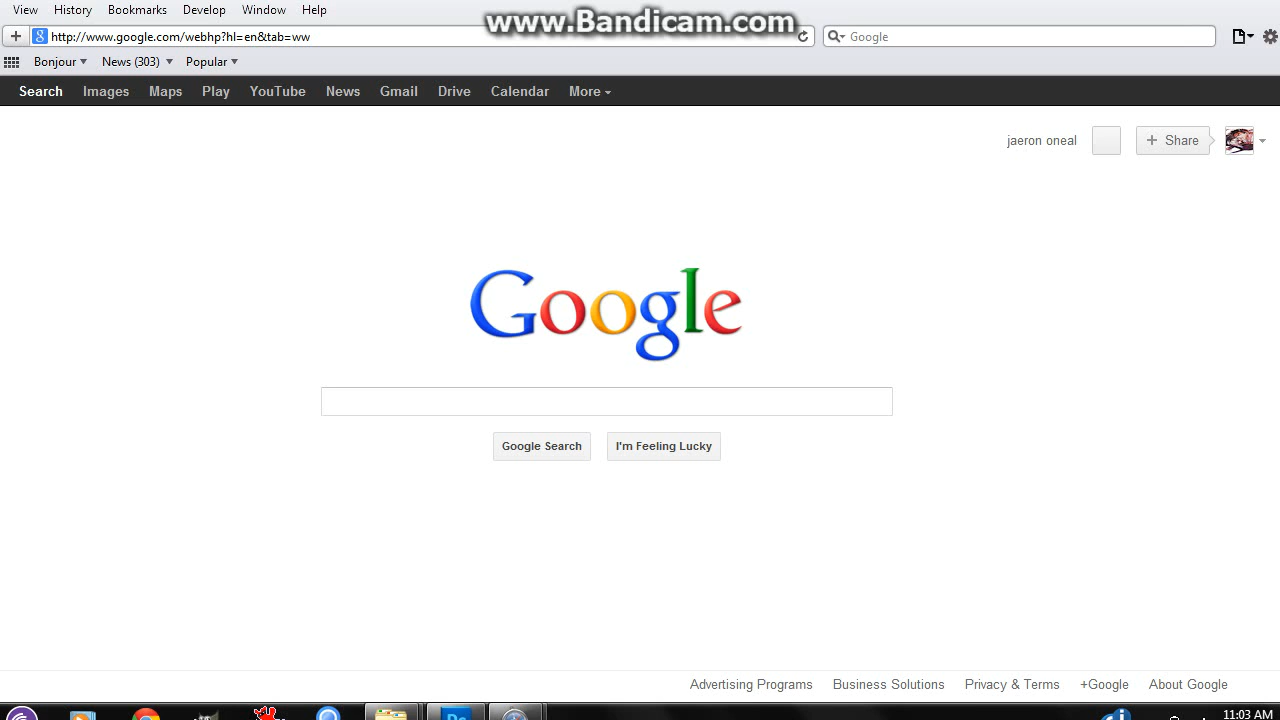 View History Bookmarks Develop Window Help
www.Bandicam.com
http://www.google.com/webhp?hl=en&tab=ww Google
Bonjour News (303) Popular
Search Images Maps Play YouTube News Gmail Drive Calendar More
jaeron oneal + Share
Google
Google Search I'm Feeling Lucky
Advertising Programs Business Solutions Privacy & Terms +Google About Google
Ps
11:03 AM